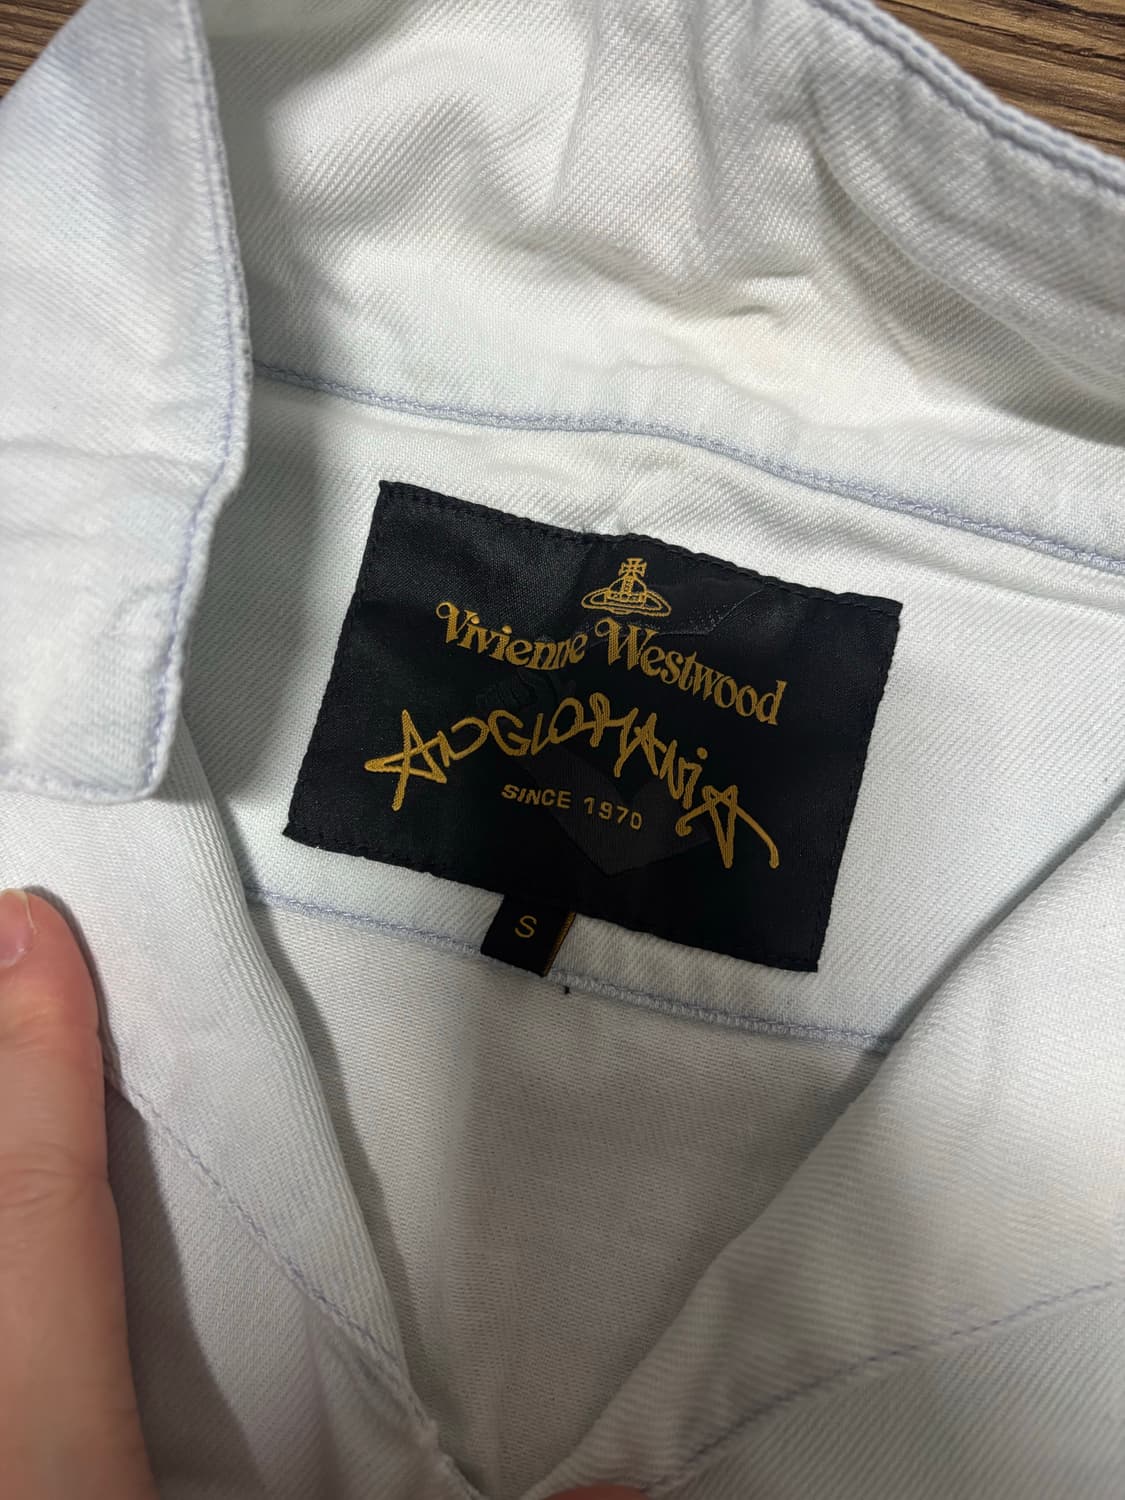 Vivienne Westwood
ANGLOMANiA
SINCE 1970
S